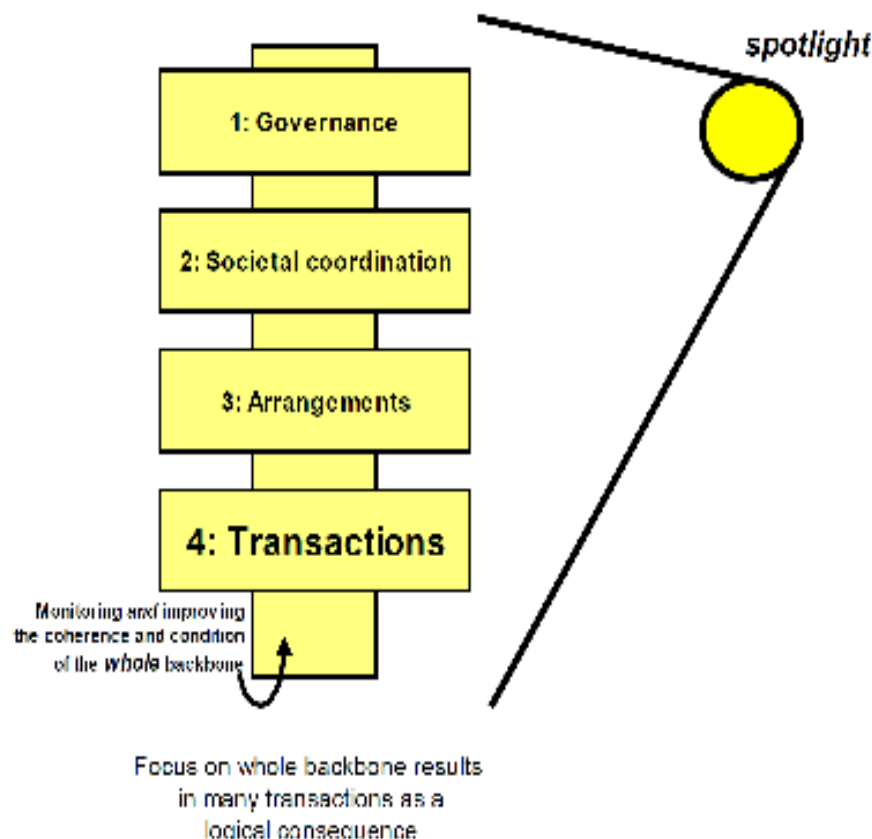 spotlight
1: Governance
2: Societal coordination
3: Arrangements
4: Transactions
Monitoring and improving
the coherence and condition
of the whole backbone
Focus on whole backbone results
in many transactions as a
logical consequence